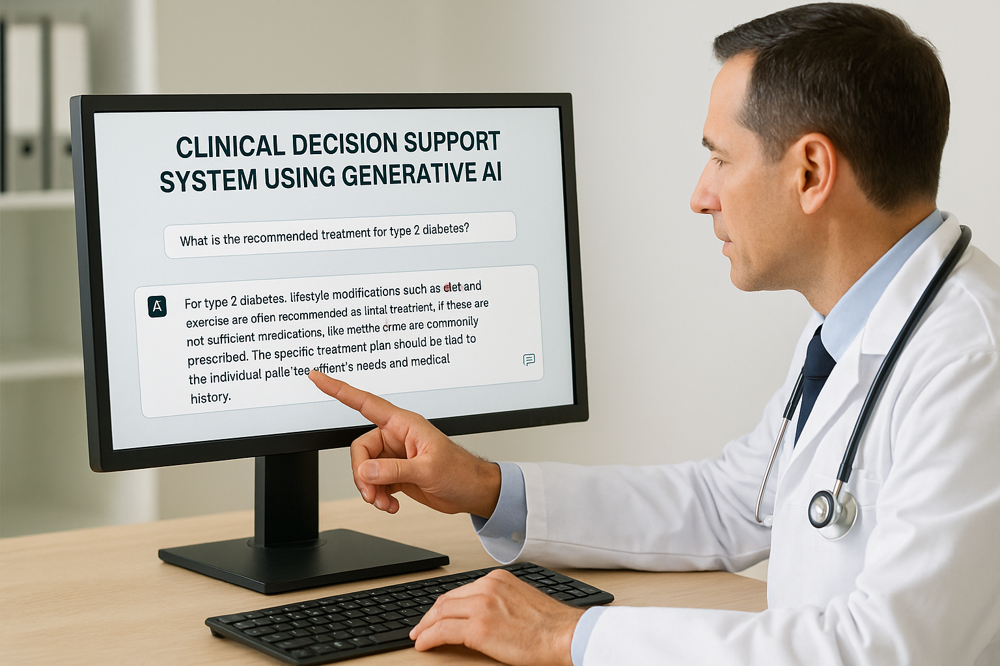 CLINICAL DECISION SUPPORT
SYSTEM USING GENERATIVE AI
What is the recommended treatment for type 2 diabetes?
A
For type 2 diabetes. lifestyle modifications such as dlet and
exercise are ofien recommended as lintal treatrient, if these are
not sufficient mredications, like metthe crme are commonily
prescribed. The specific treatment plan should be tlad to
the individual palle'tee effient's needs and medical
history.